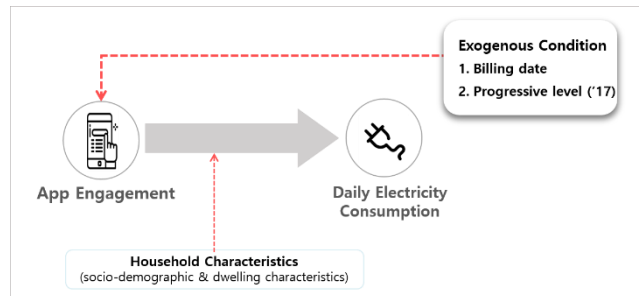 Exogenous Condition
1. Billing date
2. Progressive level ('17)
App Engagement
Daily Electricity
Consumption
Household Characteristics
(socio-demographic & dwelling characteristics)